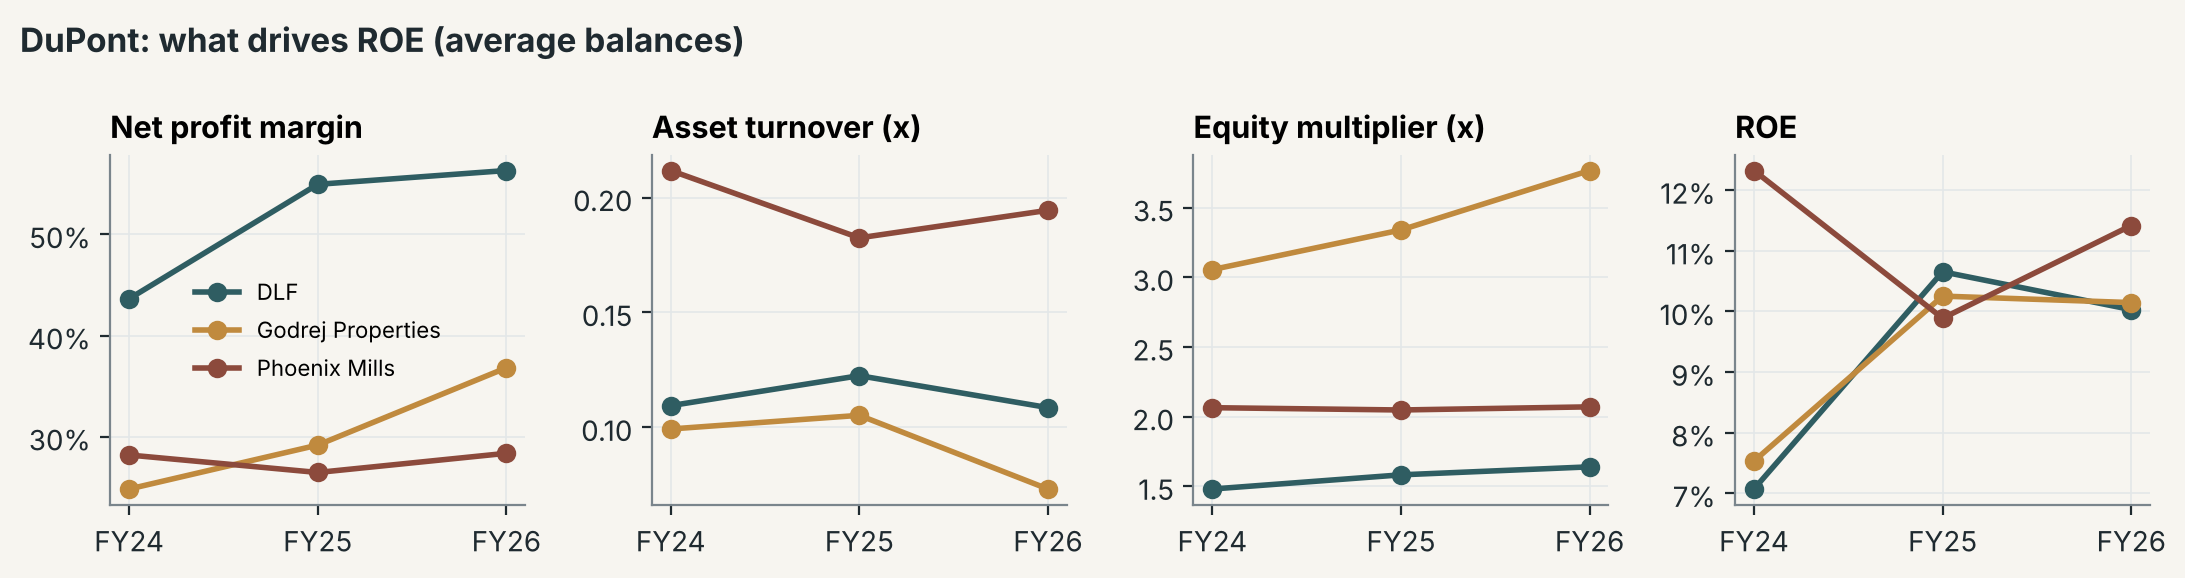 DuPont: what drives ROE (average balances)
Net profit margin
50%
40%
30%
DLF
Godrej Properties
Phoenix Mills
FY24 FY25 FY26
Asset turnover (x)
0.20
0.15
0.10
FY24 FY25 FY26
Equity multiplier (x)
3.5
3.0
2.5
2.0
1.5
FY24 FY25 FY26
ROE
12%
11%
10%
9%
8%
7%
FY24 FY25 FY26